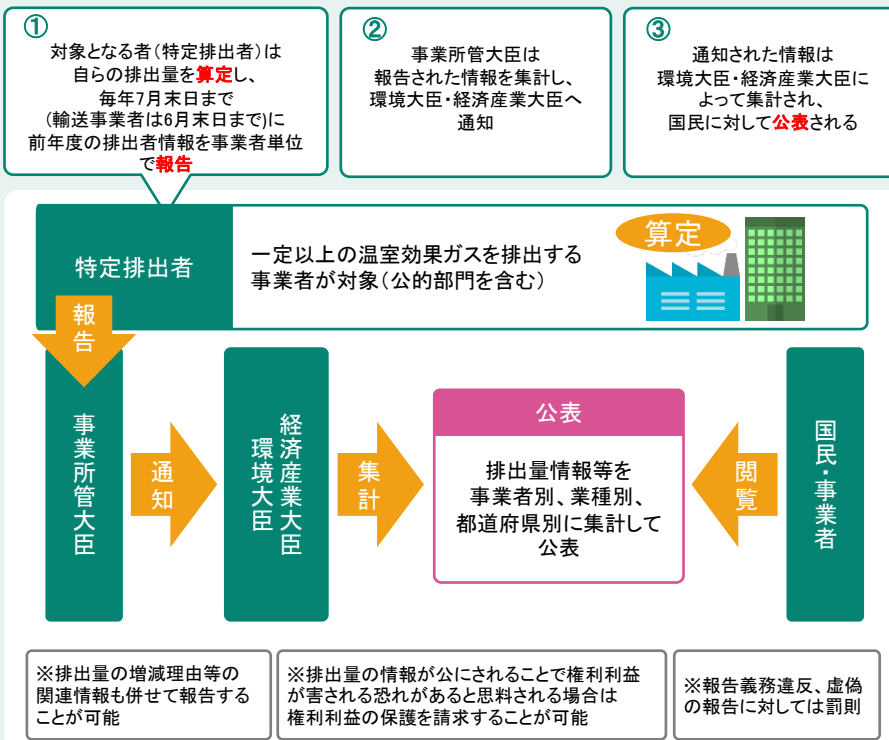 ①
対象となる者(特定排出者)は
自らの排出量を算定し、
毎年7月末日まで
(輸送事業者は6月末日まで)に
前年度の排出者情報を事業者単位
で報告
②
事業所管大臣は
報告された情報を集計し、
環境大臣・経済産業大臣へ
通知
③
通知された情報は
環境大臣・経済産業大臣に
よって集計され、
国民に対して公表される
特定排出者
一定以上の温室効果ガスを排出する
事業者が対象(公的部門を含む)
算定
報告
事業所管大臣
通知
経済産業大臣
環境大臣
集計
公表
排出量情報等を
事業者別、業種別、
都道府県別に集計して
公表
閲覧
国民・事業者
※排出量の増減理由等の
関連情報も併せて報告する
ことが可能
※排出量の情報が公にされることで権利利益
が害される恐れがあると思料される場合は
権利利益の保護を請求することが可能
※報告義務違反、虚偽
の報告に対しては罰則